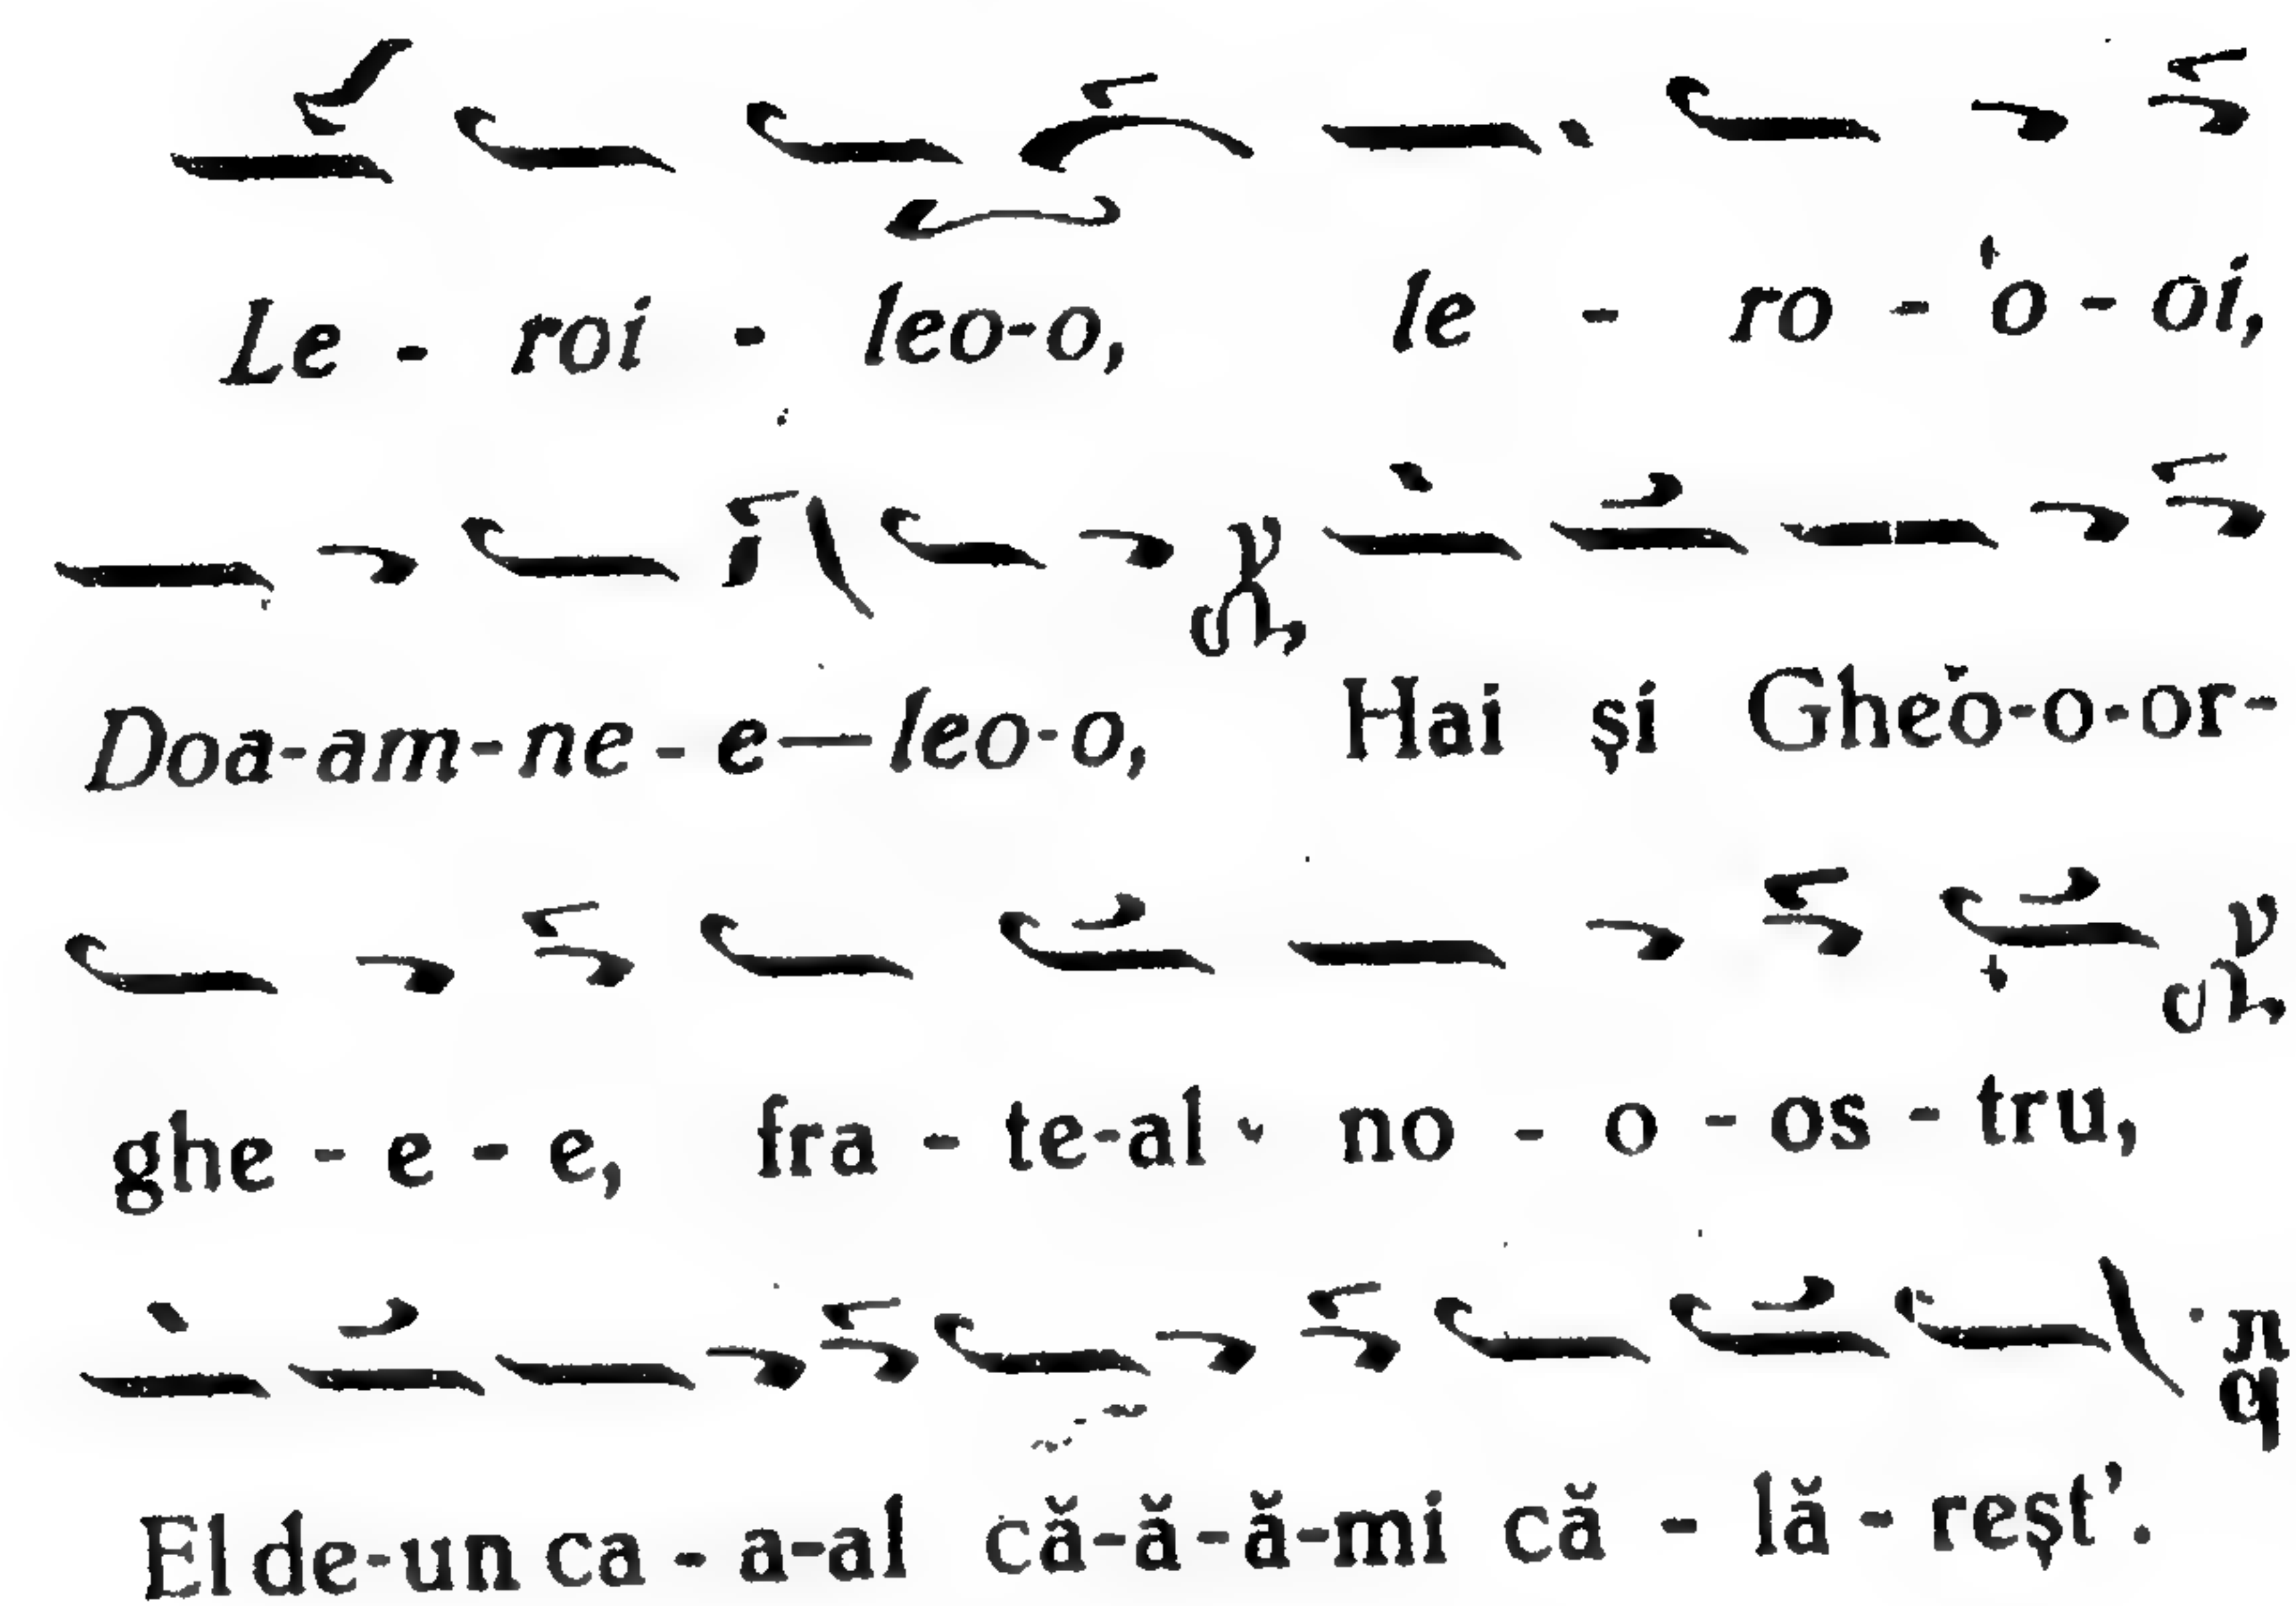 Le - roi - leo-o, le - ro - 'o - oi,
Doa-am-ne - e—leo-o, Hai și Gheŏ-o-or-
ghe - e - e, fra - te-al - no - o - os - tru,
El de-un ca - a-al că-ă-ă-mi că - lă - reșt'.